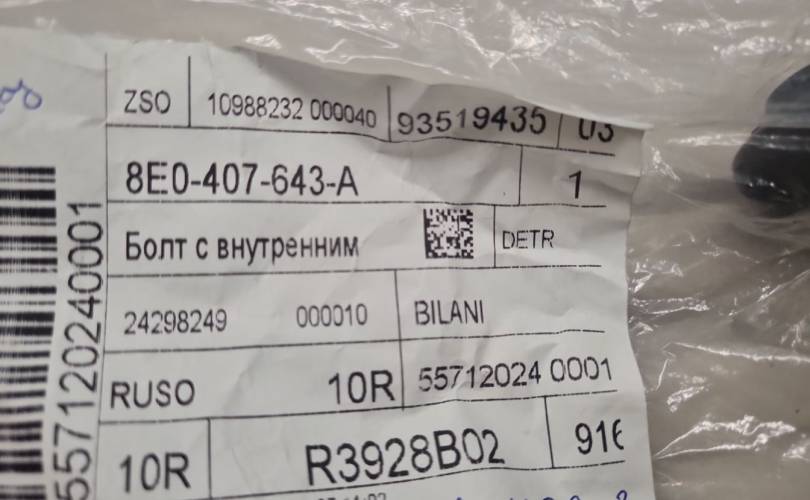 ZSO 10988232 000040 93519435 03
8E0-407-643-A 1
Болт с внутренним DETR
24298249 000010 BILANI
RUSO 10R 55712024 0001
10R R3928B02 916
557120240001